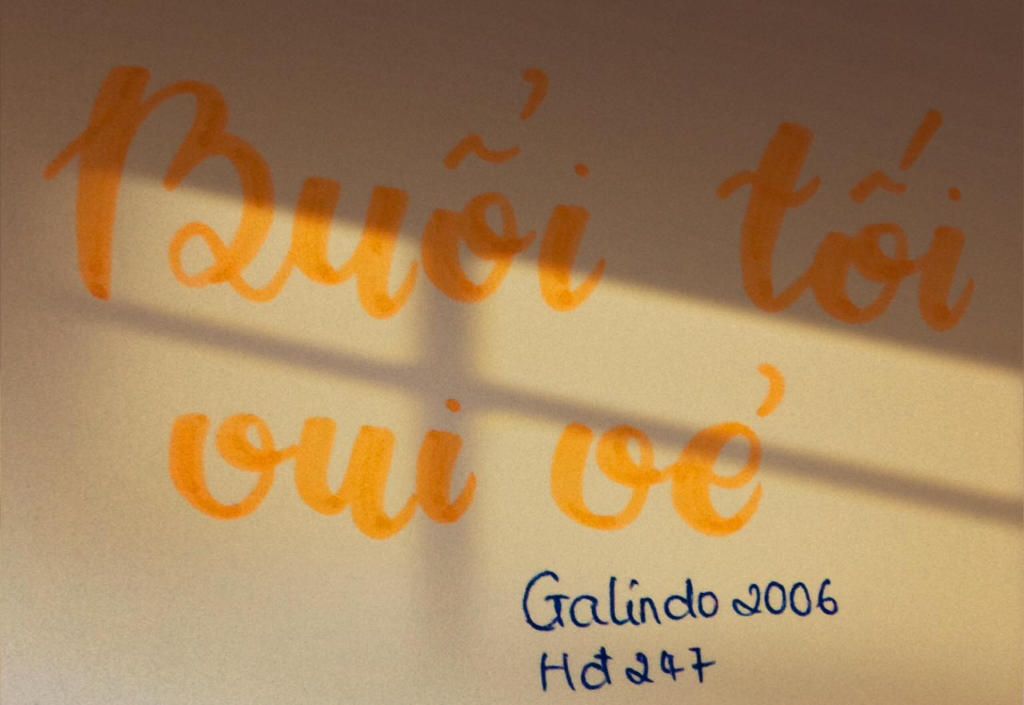 Buổi tối
vui vẻ
Galindo 2006
Hđ 247